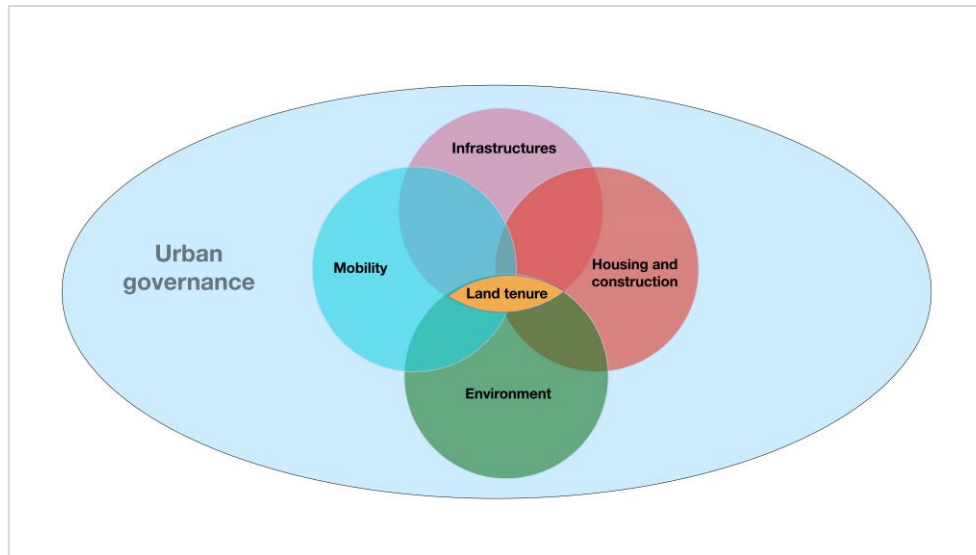 Infrastructures
Urban
governance
Mobility
Housing and
construction
Land tenure
Environment